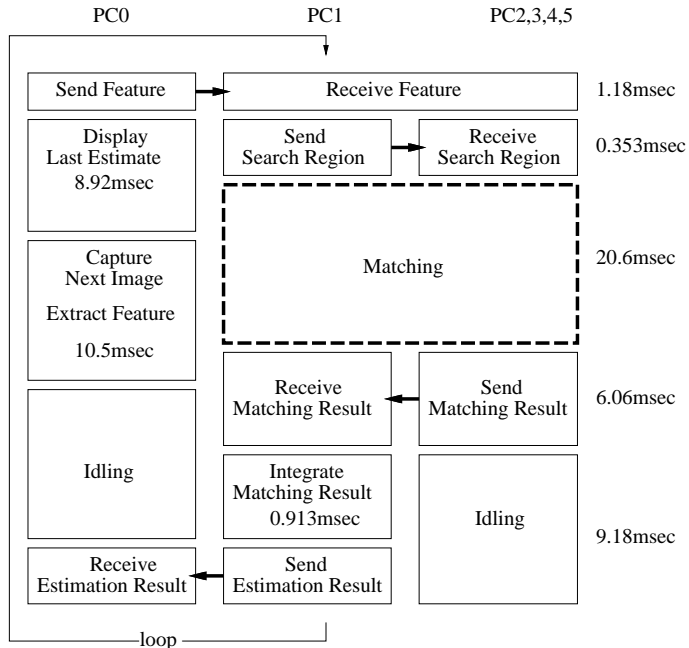 PC0 PC1 PC2,3,4,5
Send Feature Receive Feature 1.18msec
Display
Last Estimate
8.92msec
Send
Search Region
Receive
Search Region
0.353msec
Capture
Next Image
Extract Feature
10.5msec
Matching
20.6msec
Receive
Matching Result
Send
Matching Result
6.06msec
Idling
Integrate
Matching Result
0.913msec
Idling
9.18msec
Receive
Estimation Result
Send
Estimation Result
loop